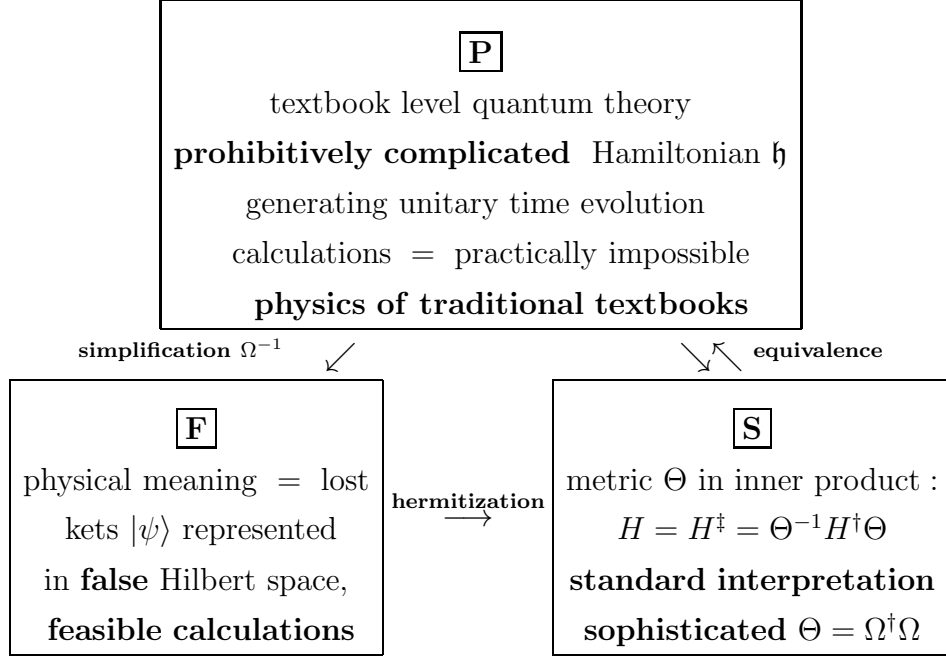 P
textbook level quantum theory
prohibitively complicated Hamiltonian 𝔥
generating unitary time evolution
calculations = practically impossible
physics of traditional textbooks
simplification Ω⁻¹ ↙
↘↖ equivalence
F
physical meaning = lost
kets |ψ⟩ represented
in false Hilbert space,
feasible calculations
hermitization
⟶
S
metric Θ in inner product :
H = H‡ = Θ⁻¹H†Θ
standard interpretation
sophisticated Θ = Ω†Ω